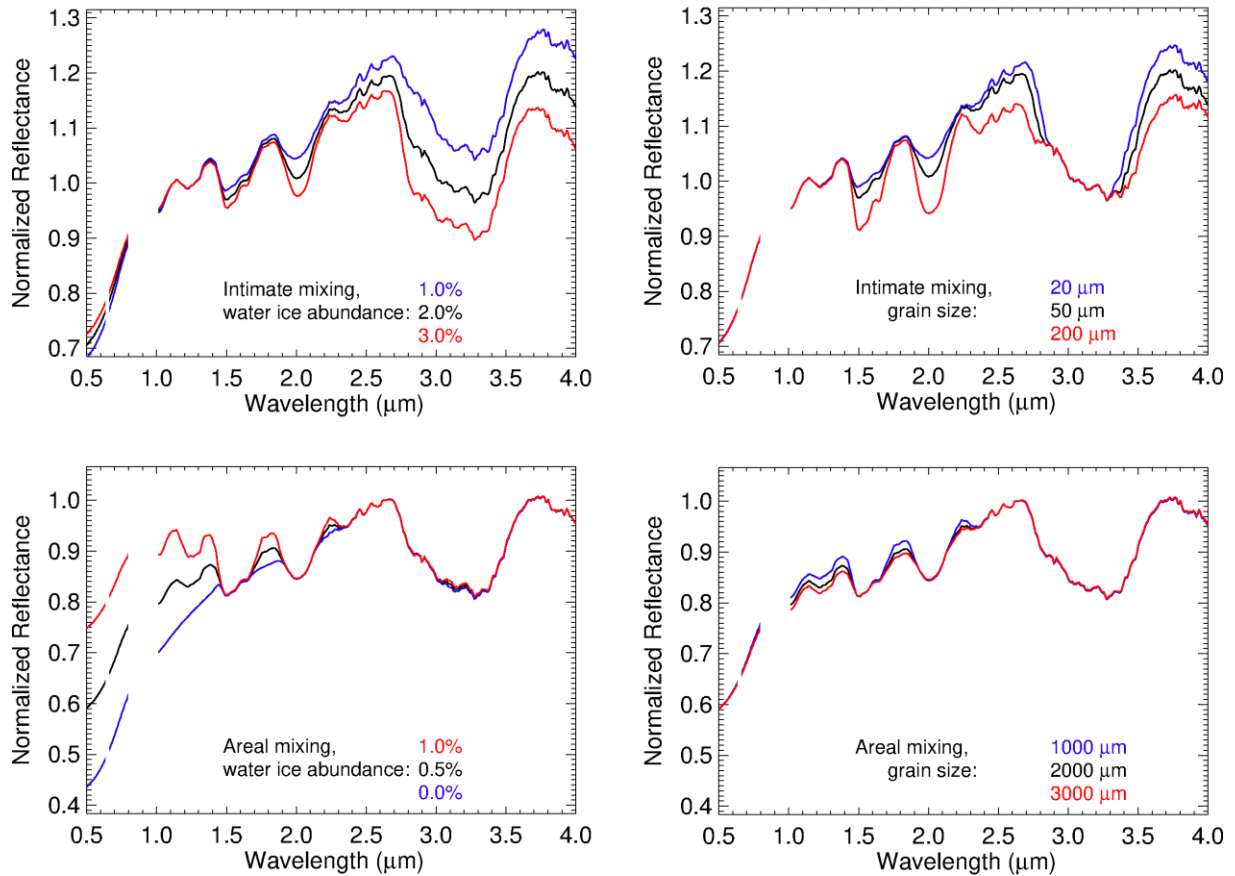 1.3
1.2
1.1
1.0
0.9
0.8
0.7
Normalized Reflectance
Intimate mixing, 1.0%
water ice abundance: 2.0%
3.0%
0.5 1.0 1.5 2.0 2.5 3.0 3.5 4.0
Wavelength (μm)
1.3
1.2
1.1
1.0
0.9
0.8
0.7
Normalized Reflectance
Intimate mixing, 20 μm
grain size: 50 μm
200 μm
0.5 1.0 1.5 2.0 2.5 3.0 3.5 4.0
Wavelength (μm)
1.0
0.9
0.8
0.7
0.6
0.5
0.4
Normalized Reflectance
Areal mixing, 1.0%
water ice abundance: 0.5%
0.0%
0.5 1.0 1.5 2.0 2.5 3.0 3.5 4.0
Wavelength (μm)
1.0
0.9
0.8
0.7
0.6
0.5
0.4
Normalized Reflectance
Areal mixing, 1000 μm
grain size: 2000 μm
3000 μm
0.5 1.0 1.5 2.0 2.5 3.0 3.5 4.0
Wavelength (μm)